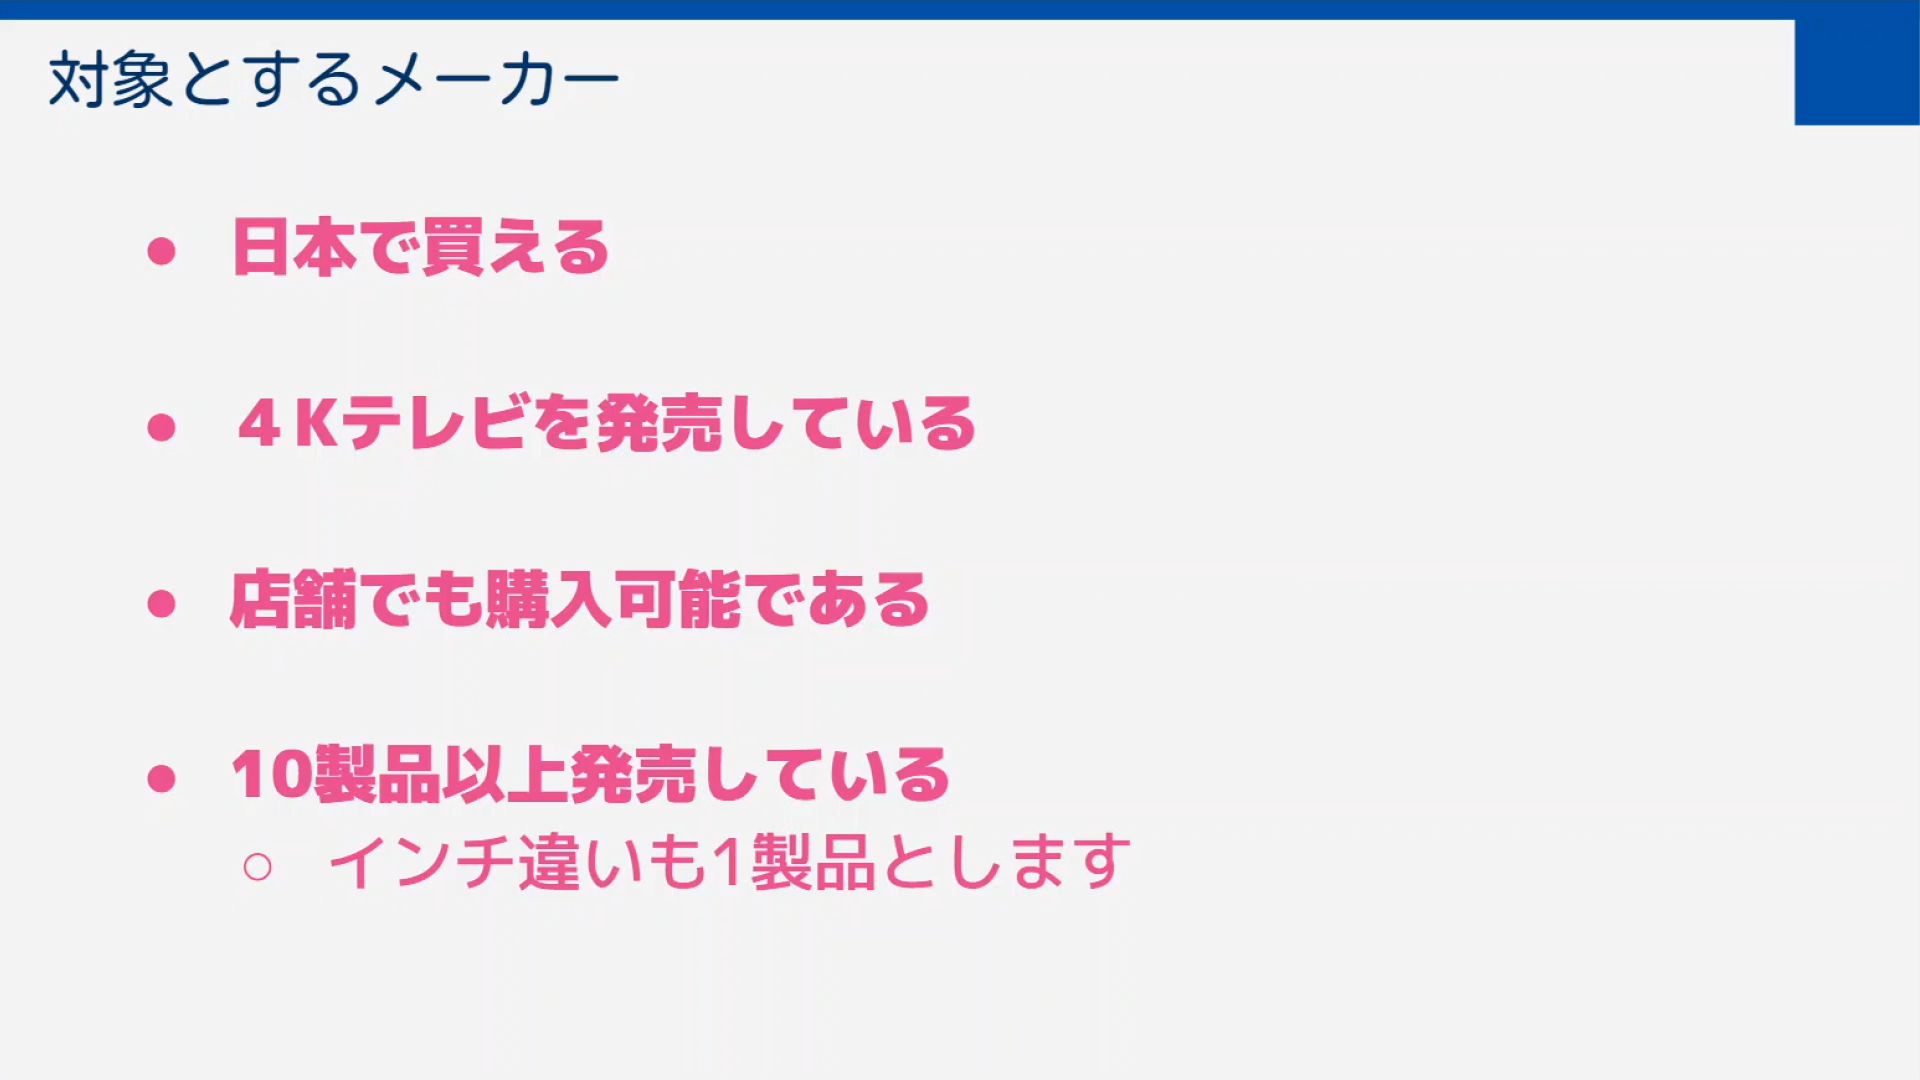 対象とするメーカー
● 日本で買える
● ４Kテレビを発売している
● 店舗でも購入可能である
● 10製品以上発売している
○ インチ違いも1製品とします